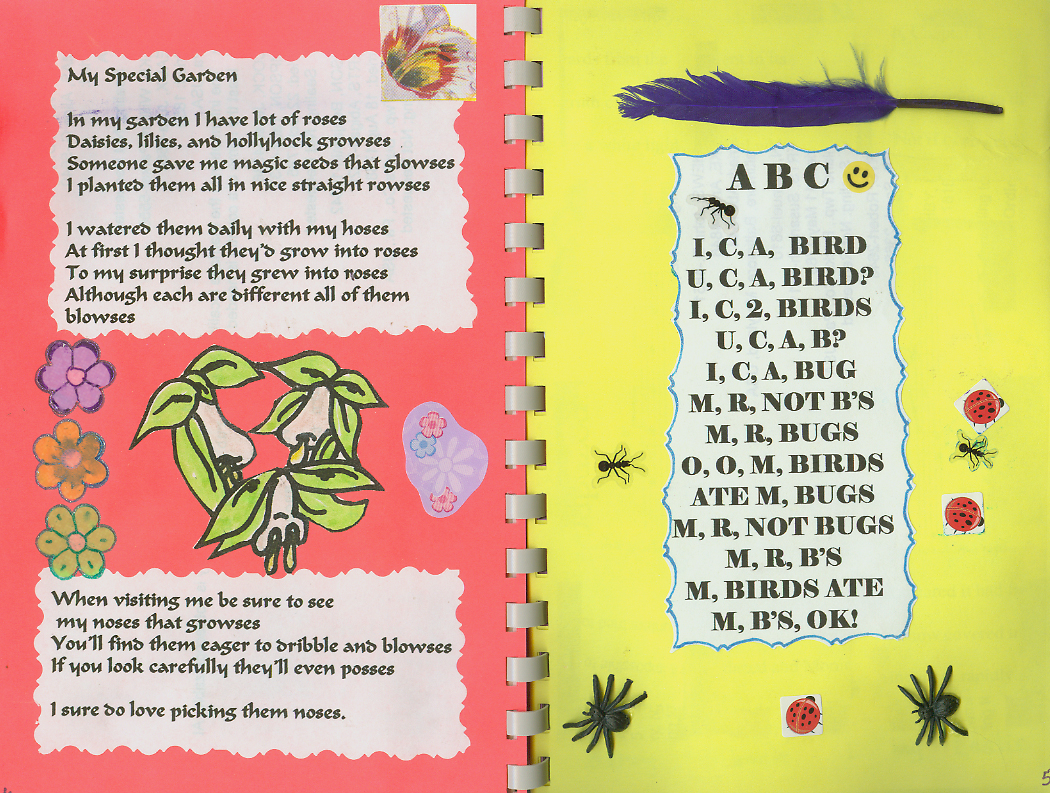 My Special Garden
In my garden I have lot of roses
Daisies, lilies, and hollyhock growses
Someone gave me magic seeds that glowses
I planted them all in nice straight rowses
I watered them daily with my hoses
At first I thought they'd grow into roses
To my surprise they grew into noses
Although each are different all of them
blowses
When visiting me be sure to see
my noses that growses
You'll find them eager to dribble and blowses
If you look carefully they'll even posses
I sure do love picking them noses.
A B C
I, C, A, BIRD
U, C, A, BIRD?
I, C, 2, BIRDS
U, C, A, B?
I, C, A, BUG
M, R, NOT B'S
M, R, BUGS
O, O, M, BIRDS
ATE M, BUGS
M, R, NOT BUGS
M, R, B'S
M, BIRDS ATE
M, B'S, OK!
5